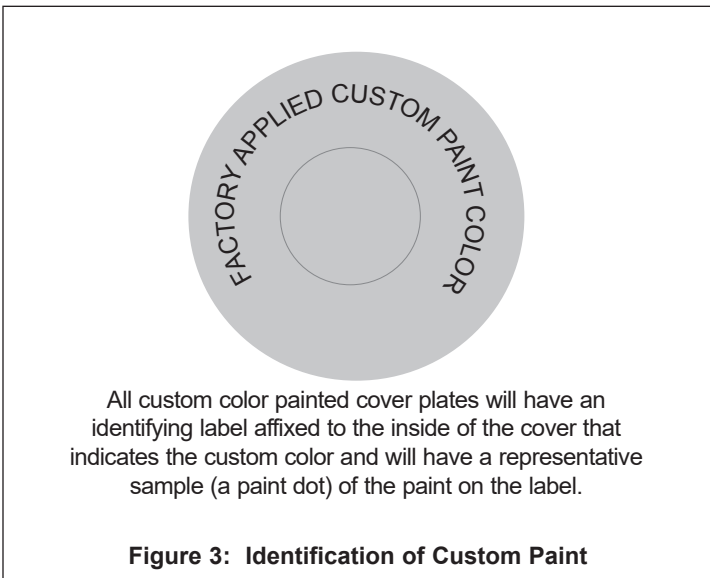 FACTORY APPLIED CUSTOM PAINT COLOR
All custom color painted cover plates will have an
identifying label affixed to the inside of the cover that
indicates the custom color and will have a representative
sample (a paint dot) of the paint on the label.
Figure 3: Identification of Custom Paint